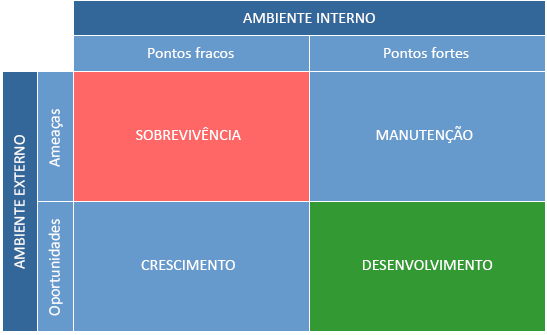 AMBIENTE INTERNO
Pontos fracos
Pontos fortes
AMBIENTE EXTERNO
Ameaças
SOBREVIVÊNCIA
MANUTENÇÃO
Oportunidades
CRESCIMENTO
DESENVOLVIMENTO